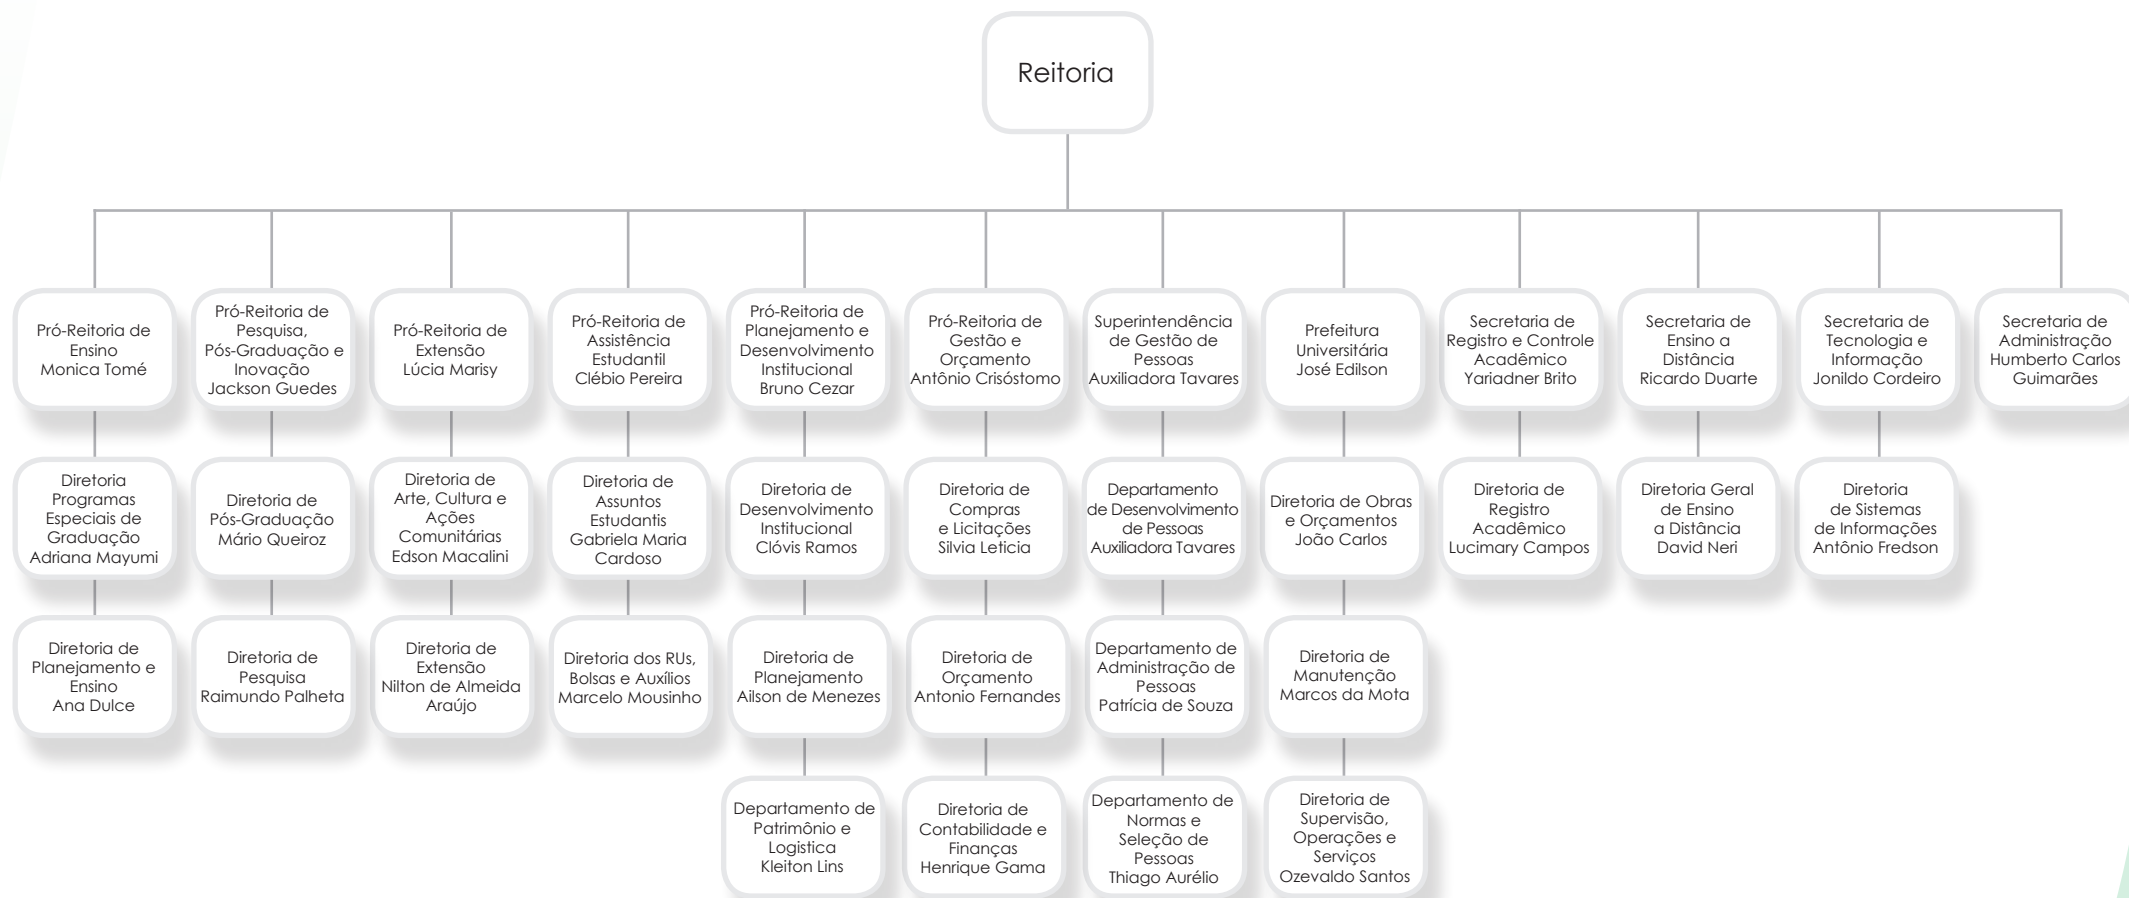 Reitoria
Pró-Reitoria de
Ensino
Monica Tomé
Pró-Reitoria de
Pesquisa,
Pós-Graduação e
Inovação
Jackson Guedes
Pró-Reitoria de
Extensão
Lúcia Marisy
Pró-Reitoria de
Assistência
Estudantil
Clébio Pereira
Pró-Reitoria de
Planejamento e
Desenvolvimento
Institucional
Bruno Cezar
Pró-Reitoria de
Gestão e
Orçamento
Antônio Crisóstomo
Superintendência
de Gestão de
Pessoas
Auxiliadora Tavares
Prefeitura
Universitária
José Edilson
Secretaria de
Registro e Controle
Acadêmico
Yariadner Brito
Secretaria de
Ensino a
Distância
Ricardo Duarte
Secretaria de
Tecnologia e
Informação
Jonildo Cordeiro
Secretaria de
Administração
Humberto Carlos
Guimarães
Diretoria
Programas
Especiais de
Graduação
Adriana Mayumi
Diretoria de
Pós-Graduação
Mário Queiroz
Diretoria de
Arte, Cultura e
Ações
Comunitárias
Edson Macalini
Diretoria de
Assuntos
Estudantis
Gabriela Maria
Cardoso
Diretoria de
Desenvolvimento
Institucional
Clóvis Ramos
Diretoria de
Compras
e Licitações
Silvia Leticia
Departamento
de Desenvolvimento
de Pessoas
Auxiliadora Tavares
Diretoria de Obras
e Orçamentos
João Carlos
Diretoria de
Registro
Acadêmico
Lucimary Campos
Diretoria Geral
de Ensino
a Distância
David Neri
Diretoria
de Sistemas
de Informações
Antônio Fredson
Diretoria de
Planejamento e
Ensino
Ana Dulce
Diretoria de
Pesquisa
Raimundo Palheta
Diretoria de
Extensão
Nilton de Almeida
Araújo
Diretoria dos RUs,
Bolsas e Auxílios
Marcelo Mousinho
Diretoria de
Planejamento
Ailson de Menezes
Diretoria de
Orçamento
Antonio Fernandes
Departamento de
Administração de
Pessoas
Patrícia de Souza
Diretoria de
Manutenção
Marcos da Mota
Departamento de
Patrimônio e
Logistica
Kleiton Lins
Diretoria de
Contabilidade e
Finanças
Henrique Gama
Departamento de
Normas e
Seleção de
Pessoas
Thiago Aurélio
Diretoria de
Supervisão,
Operações e
Serviços
Ozevaldo Santos